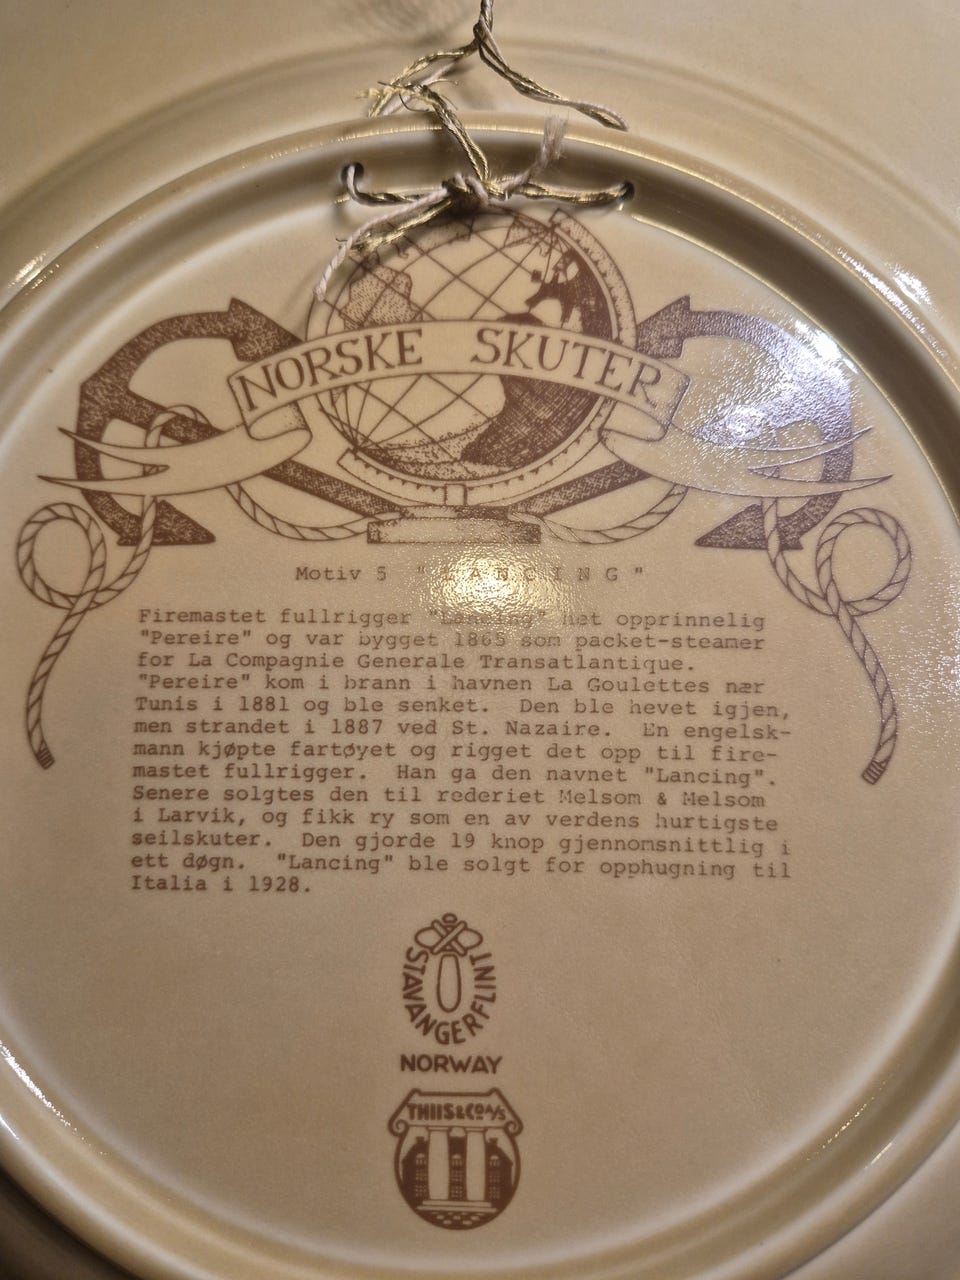 NORSKE SKUTER
Motiv 5 "LANCING"
Firemastet fullrigger "Lancing" het opprinnelig
"Pereire" og var bygget 1865 som packet-steamer
for La Compagnie Generale Transatlantique.
"Pereire" kom i brann i havnen La Goulettes nær
Tunis i 1881 og ble senket. Den ble hevet igjen,
men strandet i 1887 ved St. Nazaire. En engelsk-
mann kjøpte fartøyet og rigget det opp til fire-
mastet fullrigger. Han ga den navnet "Lancing".
Senere solgtes den til rederiet Melsom & Melsom
i Larvik, og fikk ry som en av verdens hurtigste
seilskuter. Den gjorde 19 knop gjennomsnittlig i
ett døgn. "Lancing" ble solgt for opphugning til
Italia i 1928.
STAVANGERFLINT
NORWAY
THIIS & Co A/S